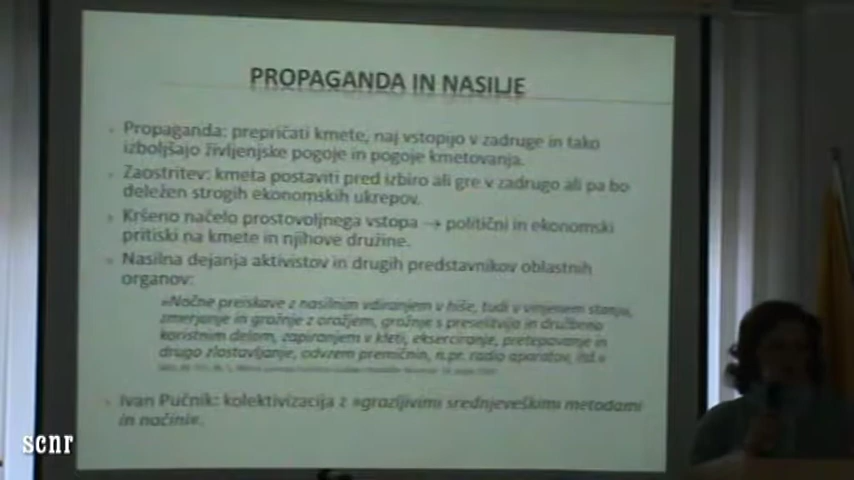 PROPAGANDA IN NASILJE
Propaganda: prepričati kmete, naj vstopijo v zadruge in tako
izboljšajo življenjske pogoje in pogoje kmetovanja.
Zaostritev: kmeta postaviti pred izbiro ali gre v zadrugo ali pa bo
deležen strogih ekonomskih ukrepov.
Kršeno načelo prostovoljnega vstopa → politični in ekonomski
pritiski na kmete in njihove družine.
Nasilna dejanja aktivistov in drugih predstavnikov oblastnih
organov:
»Nočne preiskave z nasilnim vdiranjem v hiše, tudi v vinjenem stanju,
zmerjanje in grožnje z orožjem, grožnje s preselitvijo in družbeno
koristnim delom, zapiranjem v kleti, ekserciranje, pretepavanje in
drugo zlostavljanje, odvzem premičnin, n.pr. radio aparatov, itd.«
Ivan Pučnik: kolektivizacija z »grozljivimi srednjeveškimi metodami
in načini«.
scnr